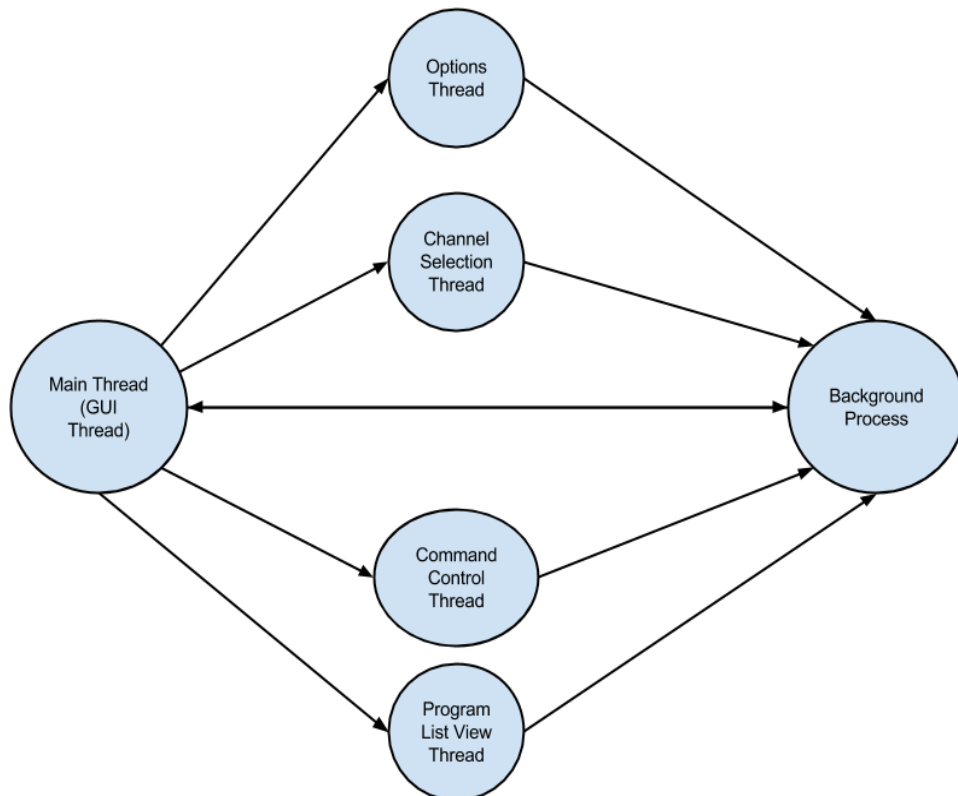 Options
Thread
Channel
Selection
Thread
Main Thread
(GUI
Thread)
Background
Process
Command
Control
Thread
Program
List View
Thread